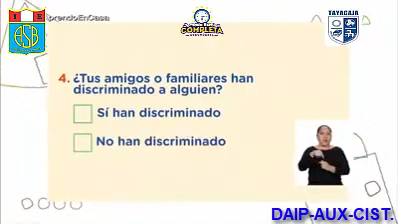 #AprendoEnCasa
I E
ASB
COMPLETA
TAYACAJA
4. ¿Tus amigos o familiares han
discriminado a alguien?
Sí han discriminado
No han discriminado
DAIP-AUX-CIST.